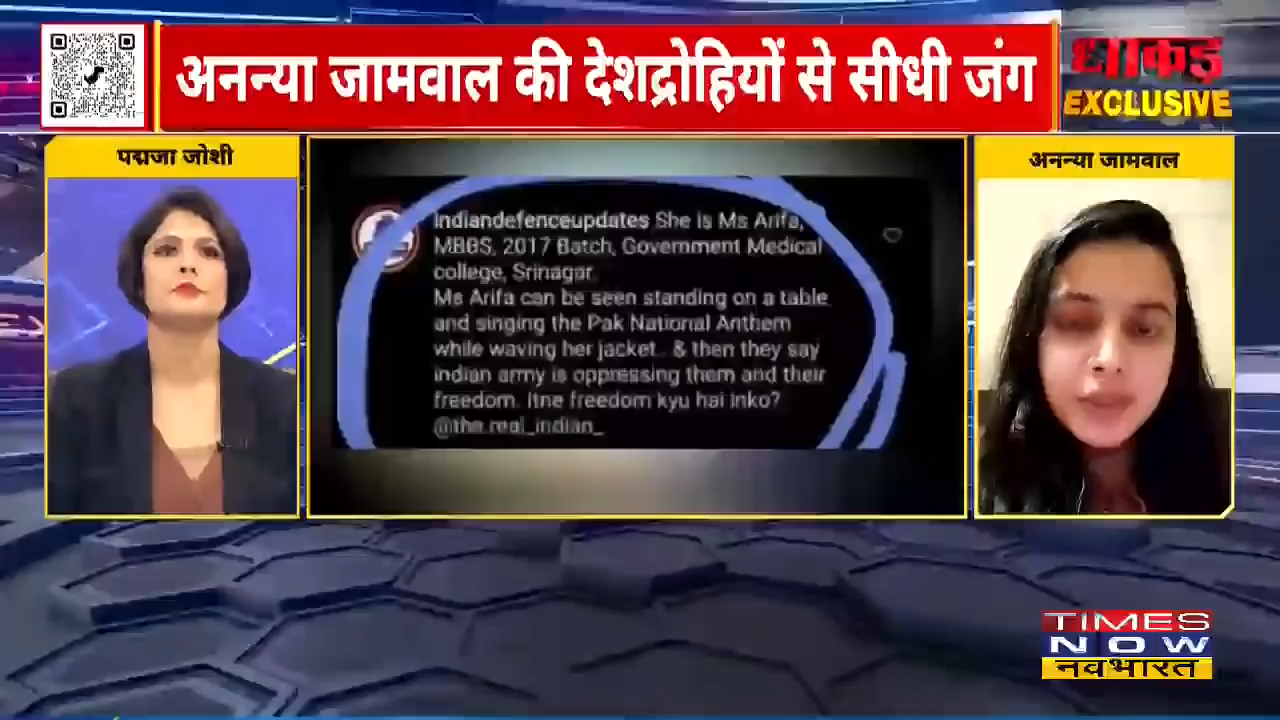 अनन्या जामवाल की देशद्रोहियों से सीधी जंग
धाकड़
EXCLUSIVE
पद्मजा जोशी
indiandefenceupdates She is Ms Arifa,
MBBS, 2017 Batch, Government Medical
college, Srinagar.
Ms Arifa can be seen standing on a table
and singing the Pak National Anthem
while waving her jacket.. & then they say
indian army is oppressing them and their
freedom. Itne freedom kyu hai inko?
@the.real_indian_
अनन्या जामवाल
TIMES
NOW
नवभारत